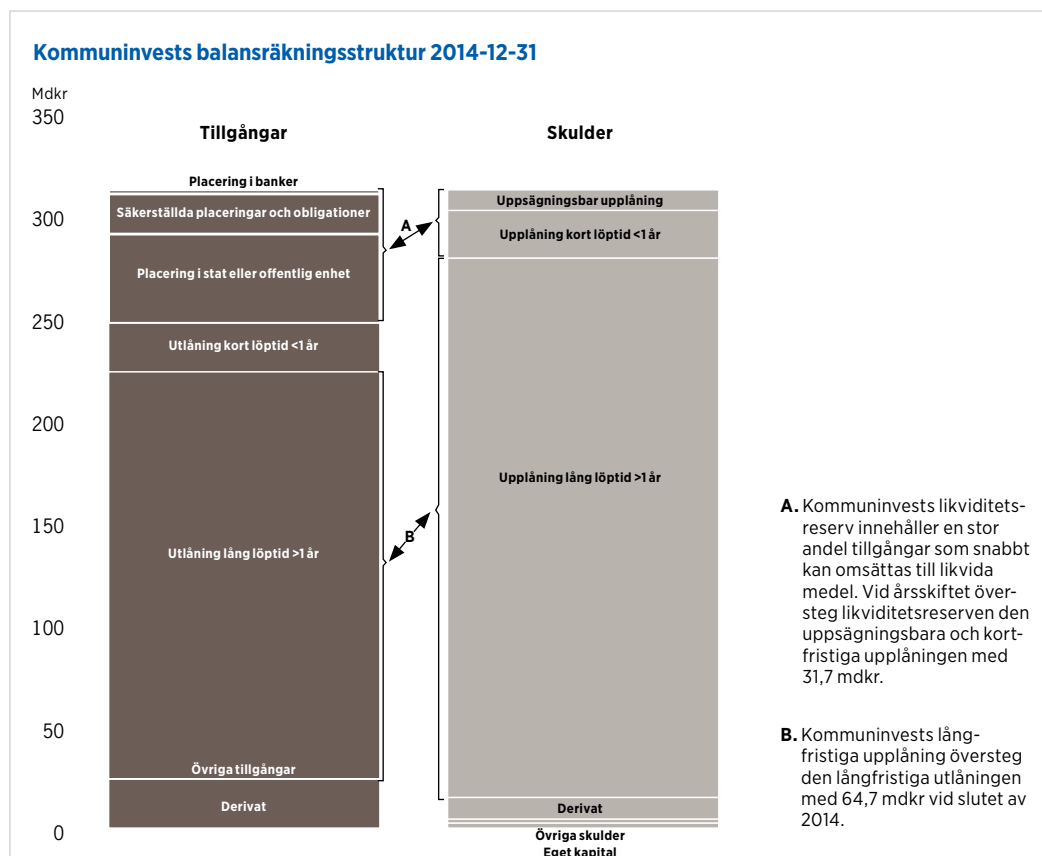 Kommuninvests balansräkningsstruktur 2014-12-31
Mdkr
350
300
250
200
150
100
50
0
Tillgångar
Placering i banker
Säkerställda placeringar och obligationer
Placering i stat eller offentlig enhet
Utlåning kort löptid <1 år
Utlåning lång löptid >1 år
Övriga tillgångar
Derivat
A
B
Skulder
Uppsägningsbar upplåning
Upplåning kort löptid <1 år
Upplåning lång löptid >1 år
Derivat
Övriga skulder
Eget kapital
A. Kommuninvests likviditets-
reserv innehåller en stor
andel tillgångar som snabbt
kan omsättas till likvida
medel. Vid årsskiftet över-
steg likviditetsreserven den
uppsägningsbara och kort-
fristiga upplåningen med
31,7 mdkr.
B. Kommuninvests lång-
fristiga upplåning översteg
den långfristiga utlåningen
med 64,7 mdkr vid slutet av
2014.